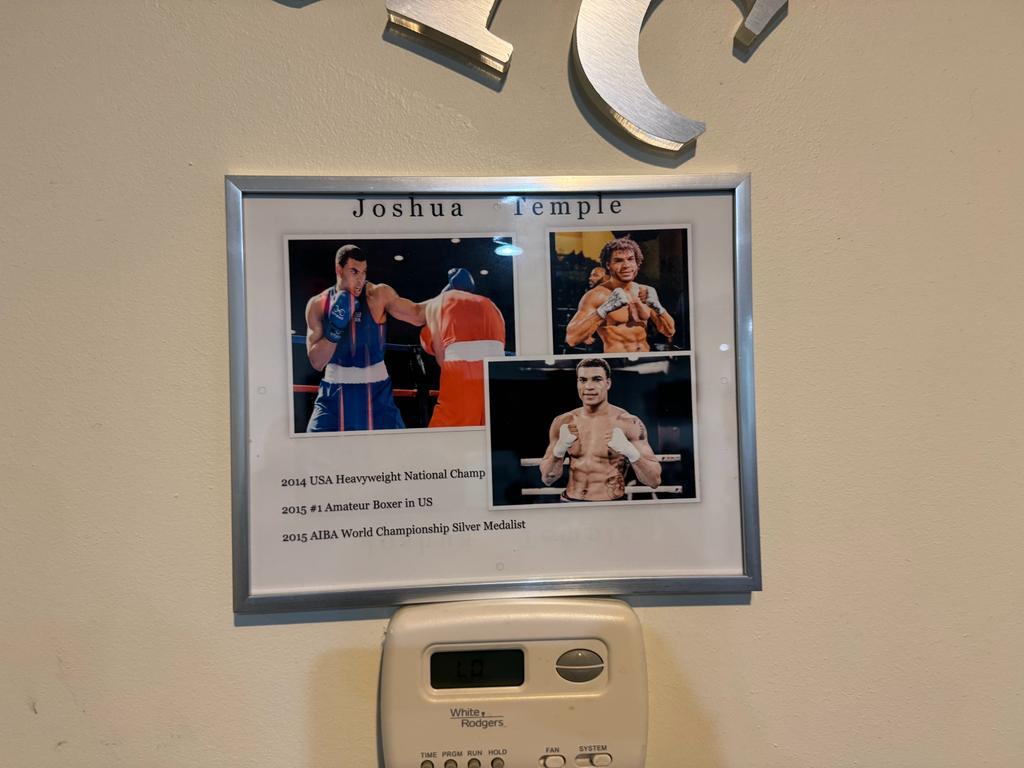 Joshua Temple
2014 USA Heavyweight National Champ
2015 #1 Amateur Boxer in US
2015 AIBA World Championship Silver Medalist
LO
White
Rodgers
TIME PRGM RUN HOLD FAN SYSTEM